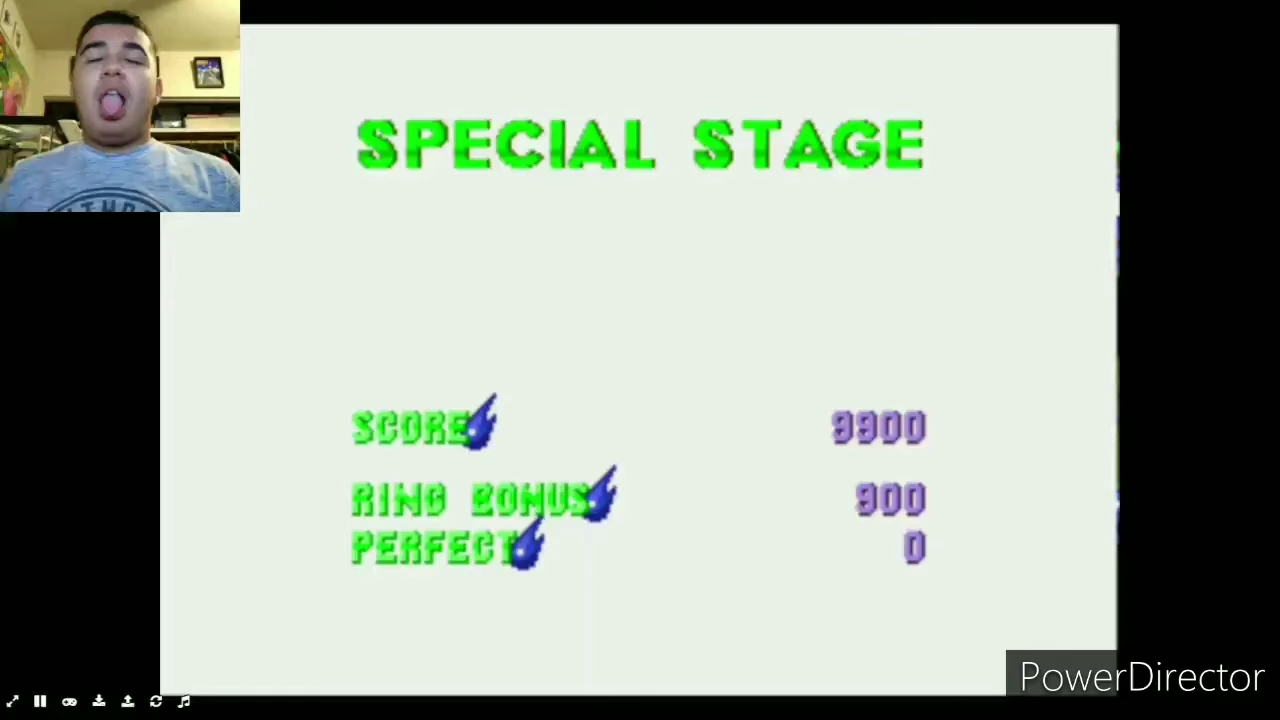 SPECIAL STAGE
SCORE 9900
RING BONUS 900
PERFECT 0
PowerDirector